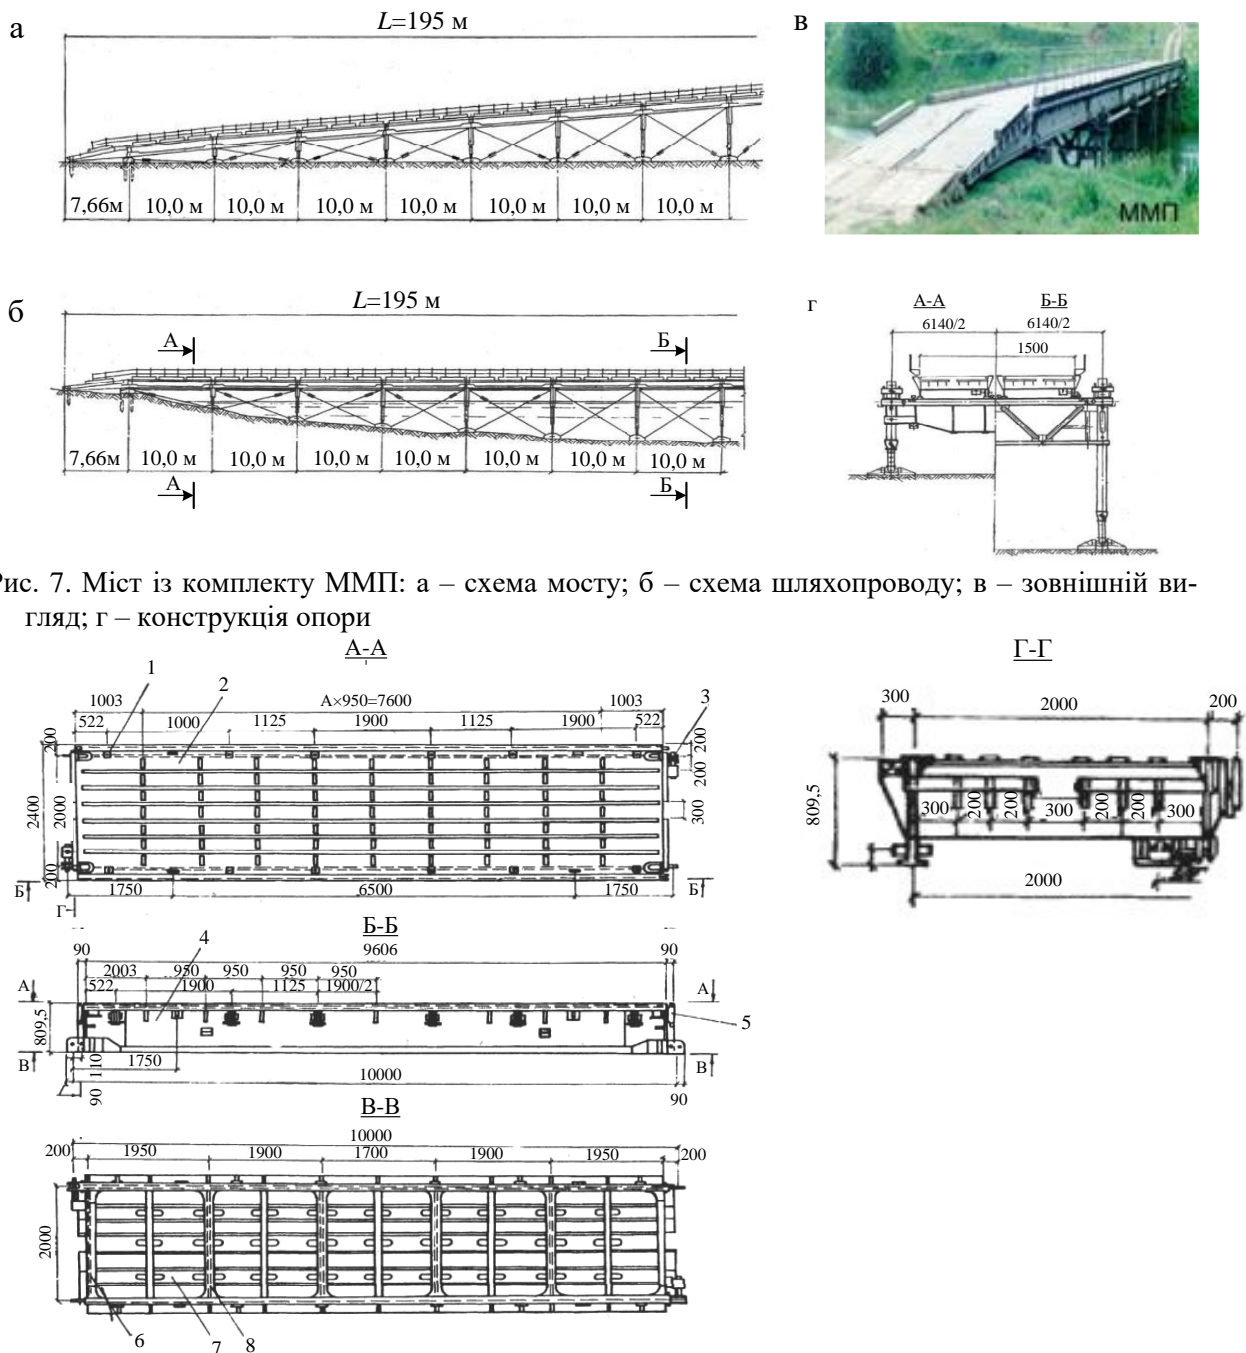 а
L=195 м
7,66м 10,0 м 10,0 м 10,0 м 10,0 м 10,0 м 10,0 м 10,0 м
в
ММП
б
L=195 м
А Б
7,66м 10,0 м 10,0 м 10,0 м 10,0 м 10,0 м 10,0 м 10,0 м
А Б
г
А-А Б-Б
6140/2 6140/2
1500
Рис. 7. Міст із комплекту ММП: а – схема мосту; б – схема шляхопроводу; в – зовнішній ви-
гляд; г – конструкція опори
А-А
1 2 3
1003 А×950=7600 1003
522 1000 1125 1900 1125 1900 522
200 200
200
2400 2000 300
200
Б 1750 6500 1750 Б
Г
Б-Б
4
90 9606 90
2003 950 950 950 950
А 522 1900 1125 1900/2 А
809,5 5
В 110 1750 В
10000
90 90
В-В
10000
200 1950 1900 1700 1900 1950 200
2000
6 7 8
Г-Г
300 2000 200
809,5
300 200 200 300 200 200 300
2000